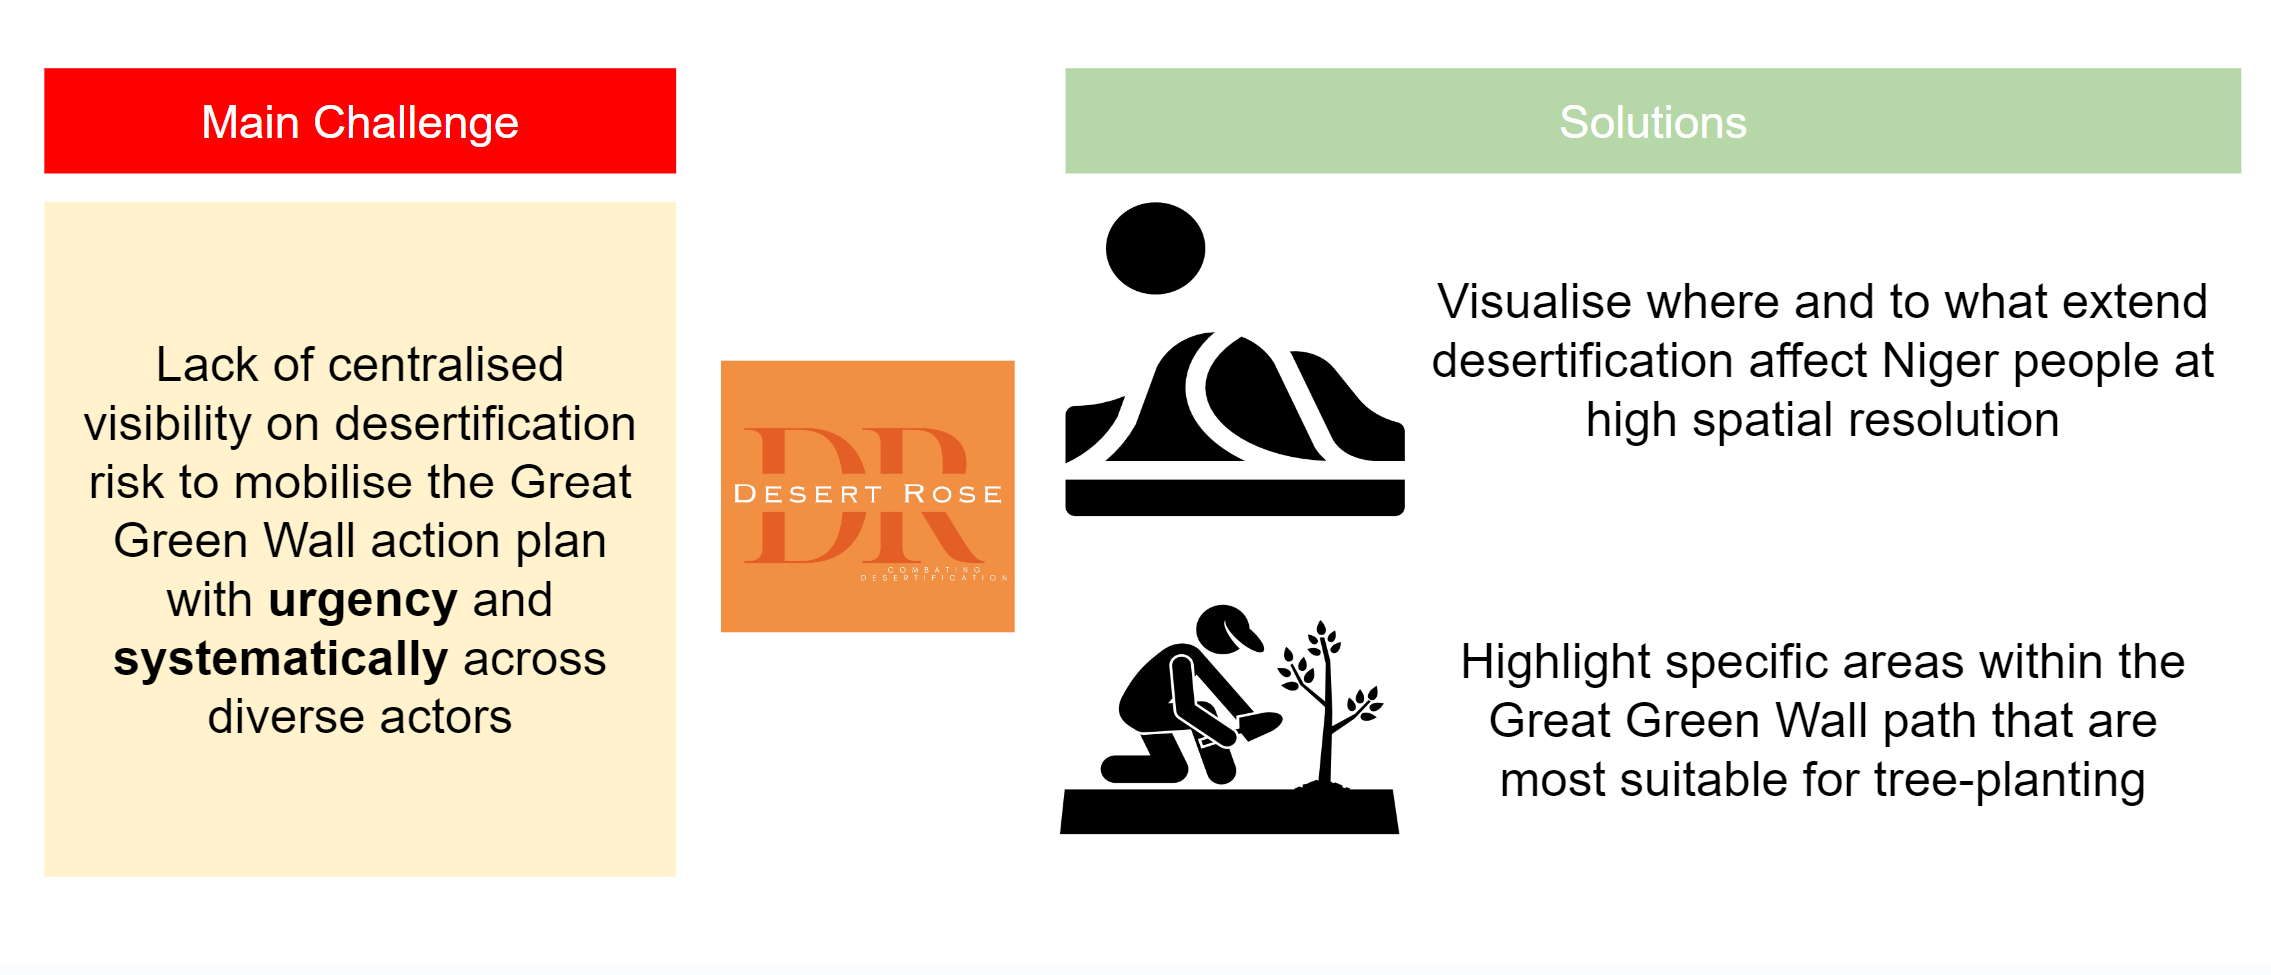 Main Challenge
Lack of centralised
visibility on desertification
risk to mobilise the Great
Green Wall action plan
with urgency and
systematically across
diverse actors
DR
DESERT ROSE
COMBATING
DESERTIFICATION
Solutions
Visualise where and to what extend
desertification affect Niger people at
high spatial resolution
Highlight specific areas within the
Great Green Wall path that are
most suitable for tree-planting